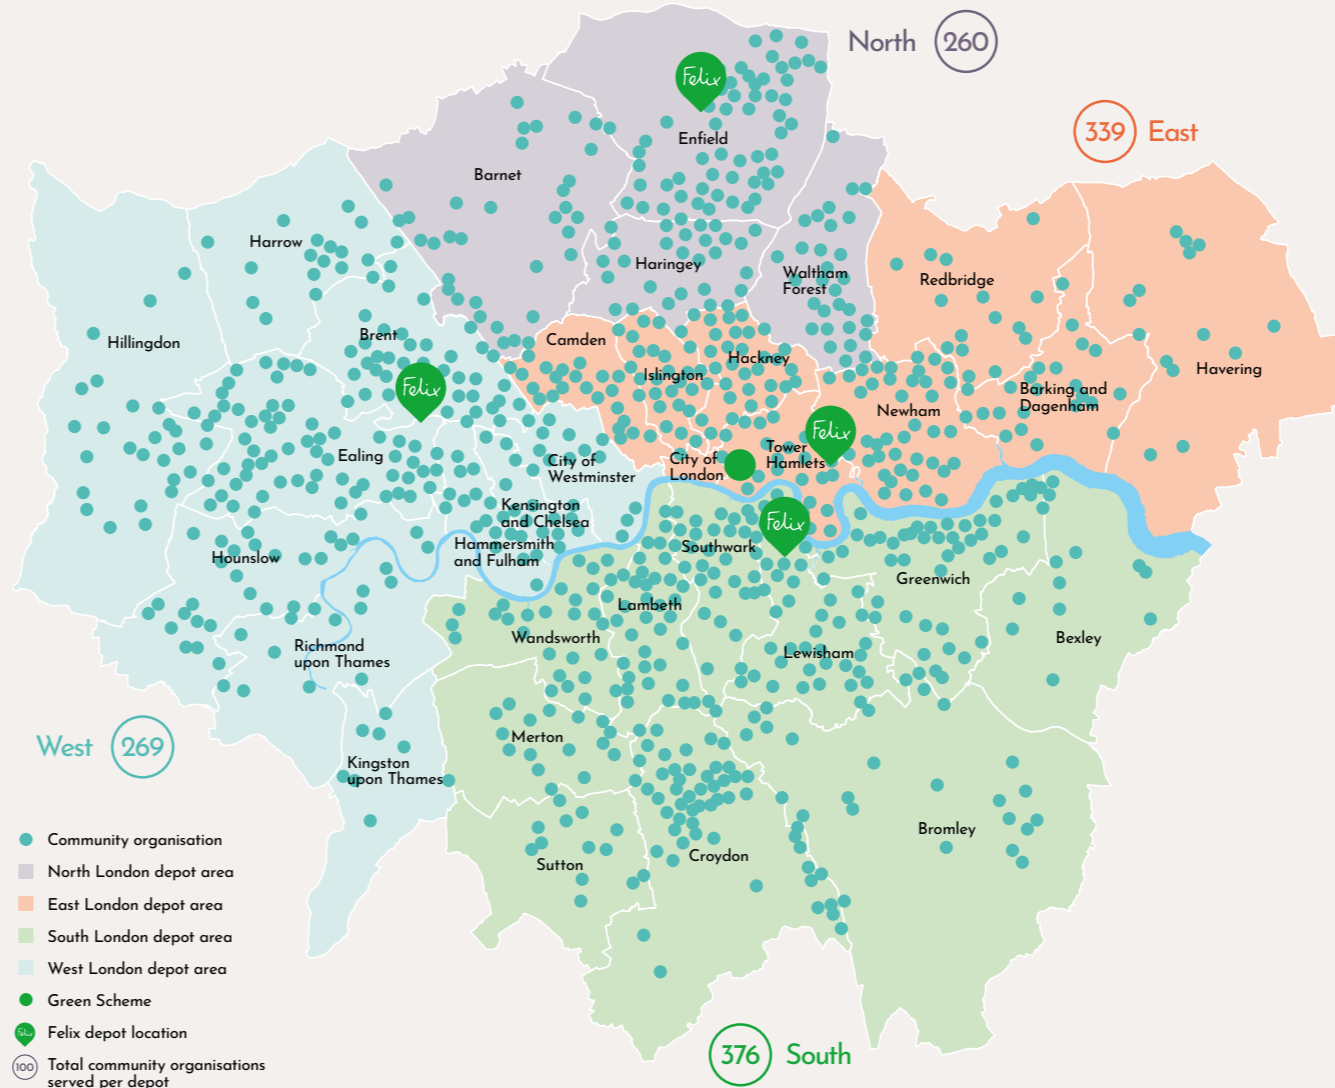 North 260
339 East
Felix
Enfield
Barnet
Harrow
Haringey
Waltham
Forest
Redbridge
Hillingdon
Brent
Camden
Hackney
Islington
Havering
Felix
Barking and
Dagenham
Newham
Felix
Ealing
City of
Westminster
City of
London
Tower
Hamlets
Kensington
and Chelsea
Felix
Hounslow
Hammersmith
and Fulham
Southwark
Greenwich
Lambeth
Wandsworth
Richmond
upon Thames
Lewisham
Bexley
West 269
Merton
Kingston
upon Thames
Bromley
Sutton
Croydon
Community organisation
North London depot area
East London depot area
South London depot area
West London depot area
Green Scheme
Felix Felix depot location
100 Total community organisations
served per depot
376 South